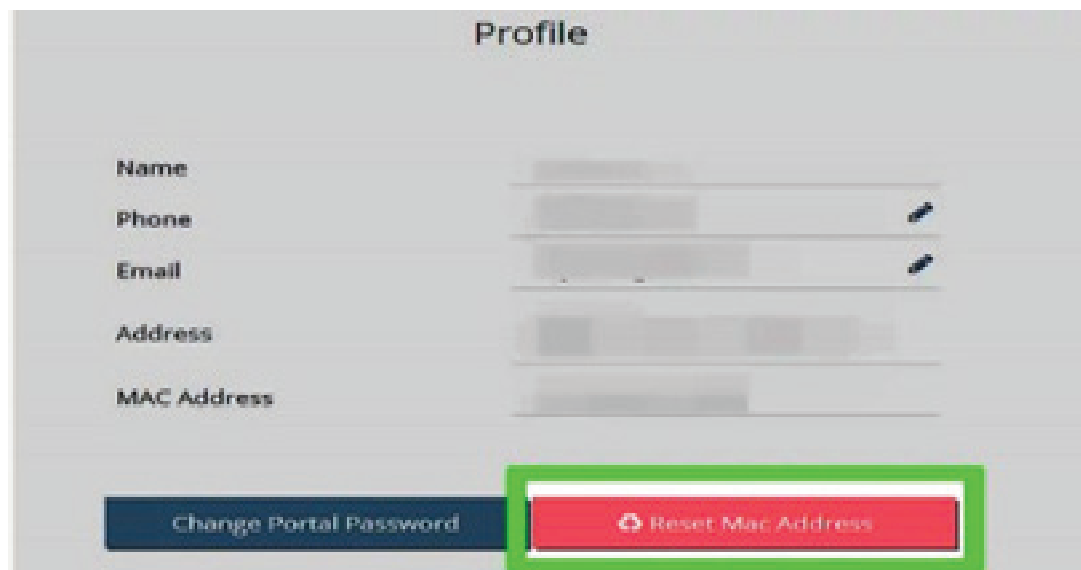 Profile
Name
Phone
Email
Address
MAC Address
Change Portal Password
Reset Mac Address